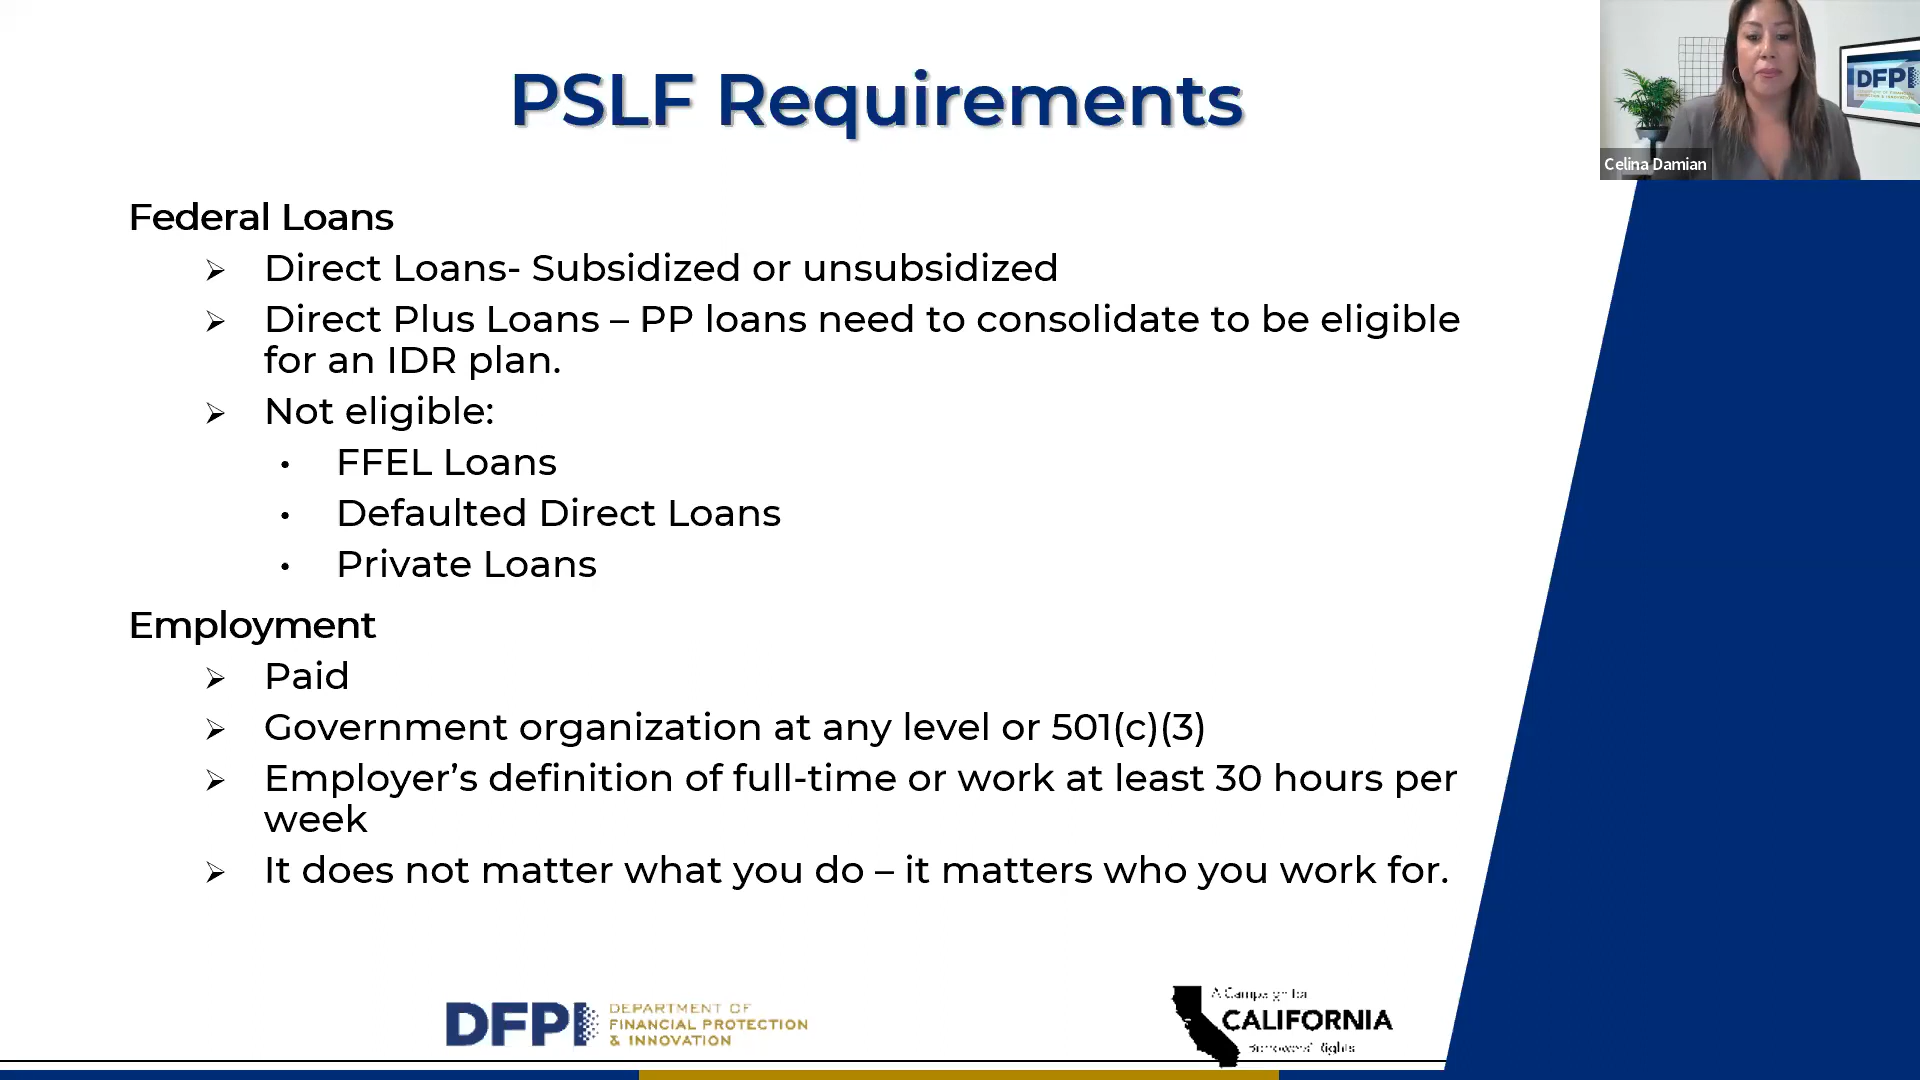 PSLF Requirements
DFPI
Celina Damian
Federal Loans
➢ Direct Loans- Subsidized or unsubsidized
➢ Direct Plus Loans – PP loans need to consolidate to be eligible
for an IDR plan.
➢ Not eligible:
• FFEL Loans
• Defaulted Direct Loans
• Private Loans
Employment
➢ Paid
➢ Government organization at any level or 501(c)(3)
➢ Employer’s definition of full-time or work at least 30 hours per
week
➢ It does not matter what you do – it matters who you work for.
DFPI
DEPARTMENT OF
FINANCIAL PROTECTION
& INNOVATION
A Campaign for
CALIFORNIA
Borrowers' Rights